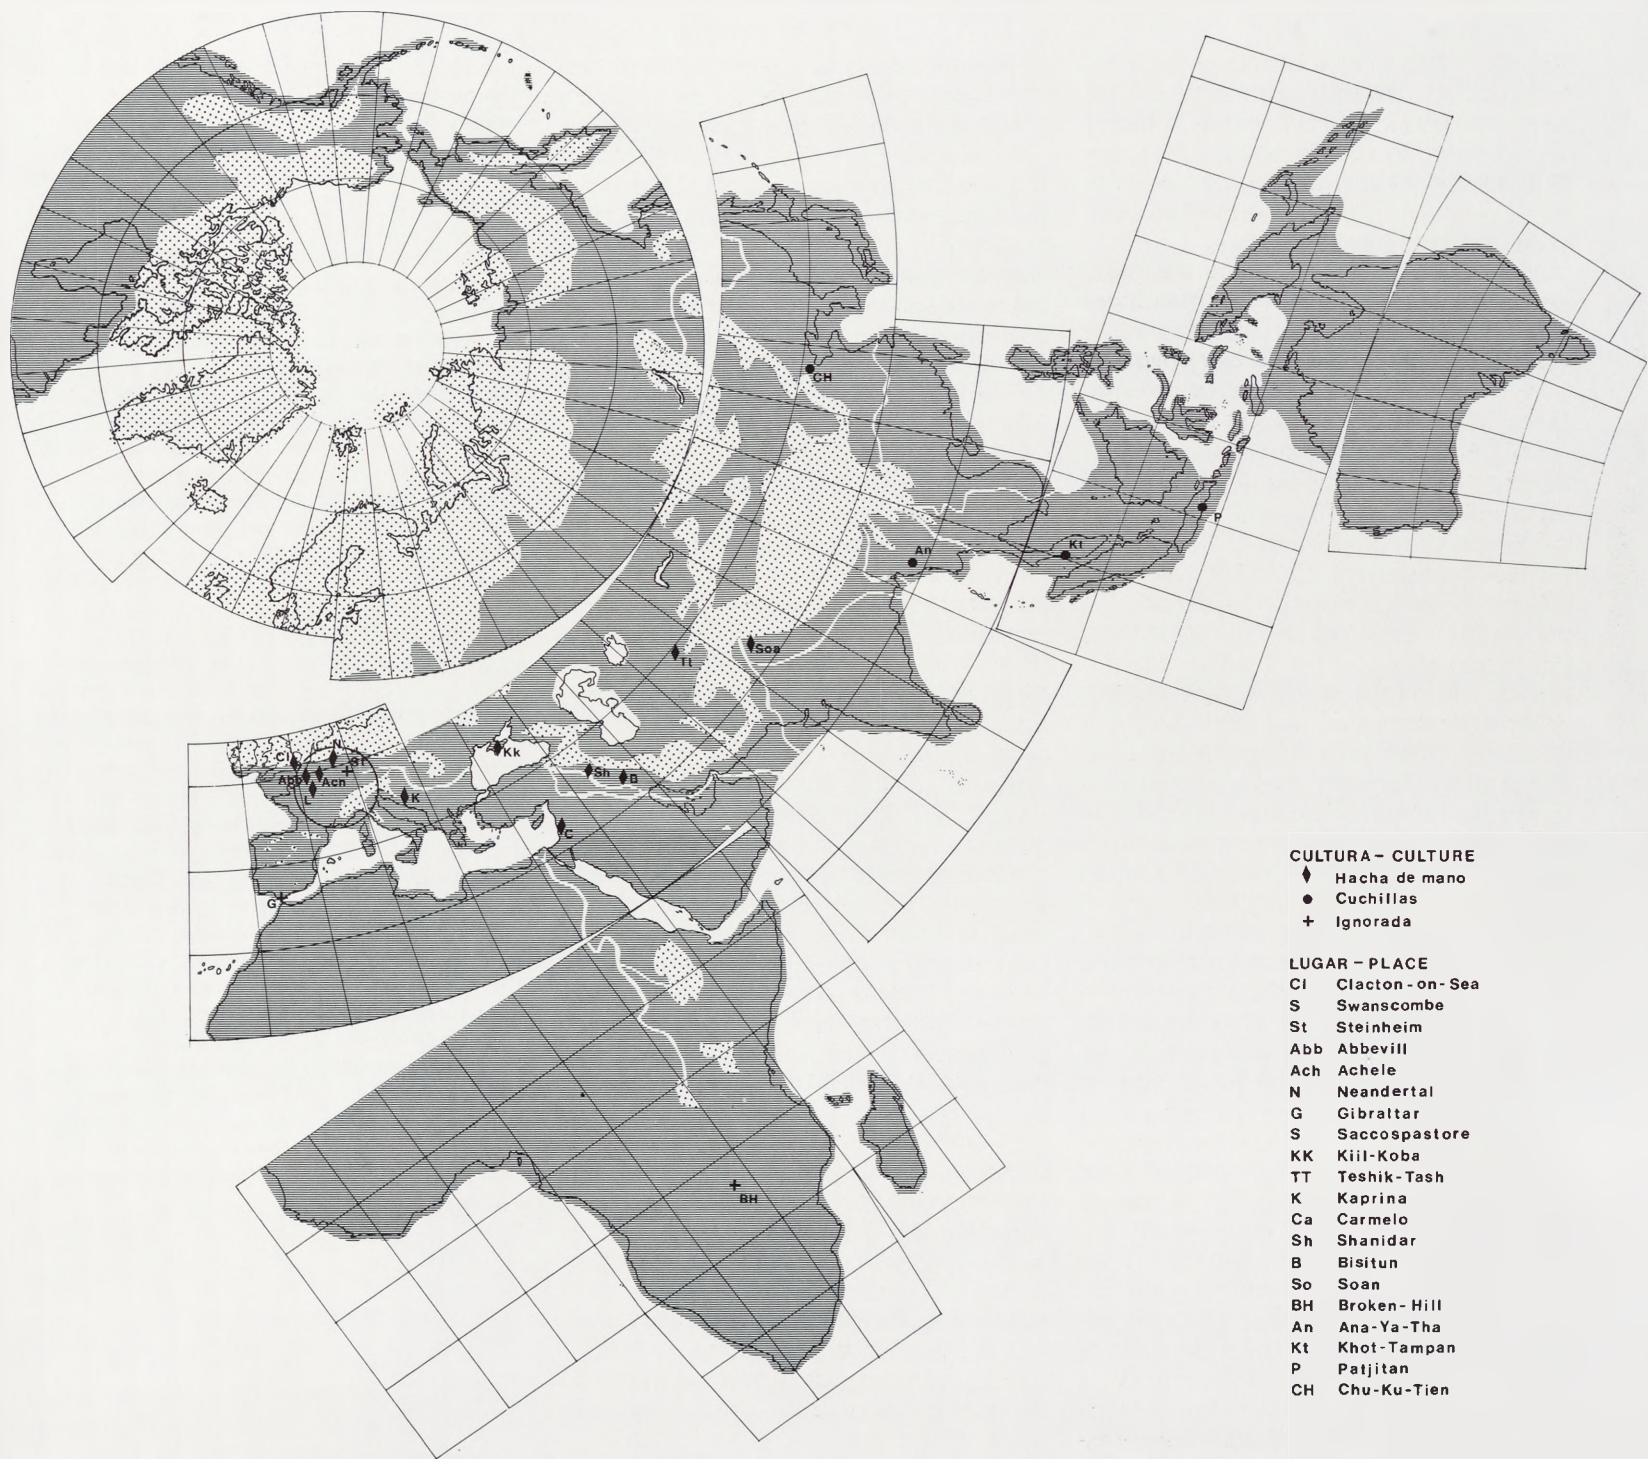 CH
P
An
Kt
Soa
Tt
Kk
N
Cl
St
Abb
Ach
L
K
Sh
B
C
G
BH
CULTURA – CULTURE
Hacha de mano
Cuchillas
Ignorada
LUGAR – PLACE
Cl Clacton-on-Sea
S Swanscombe
St Steinheim
Abb Abbevill
Ach Achele
N Neandertal
G Gibraltar
S Saccospastore
KK Kiil-Koba
TT Teshik-Tash
K Kaprina
Ca Carmelo
Sh Shanidar
B Bisitun
So Soan
BH Broken-Hill
An Ana-Ya-Tha
Kt Khot-Tampan
P Patjitan
CH Chu-Ku-Tien